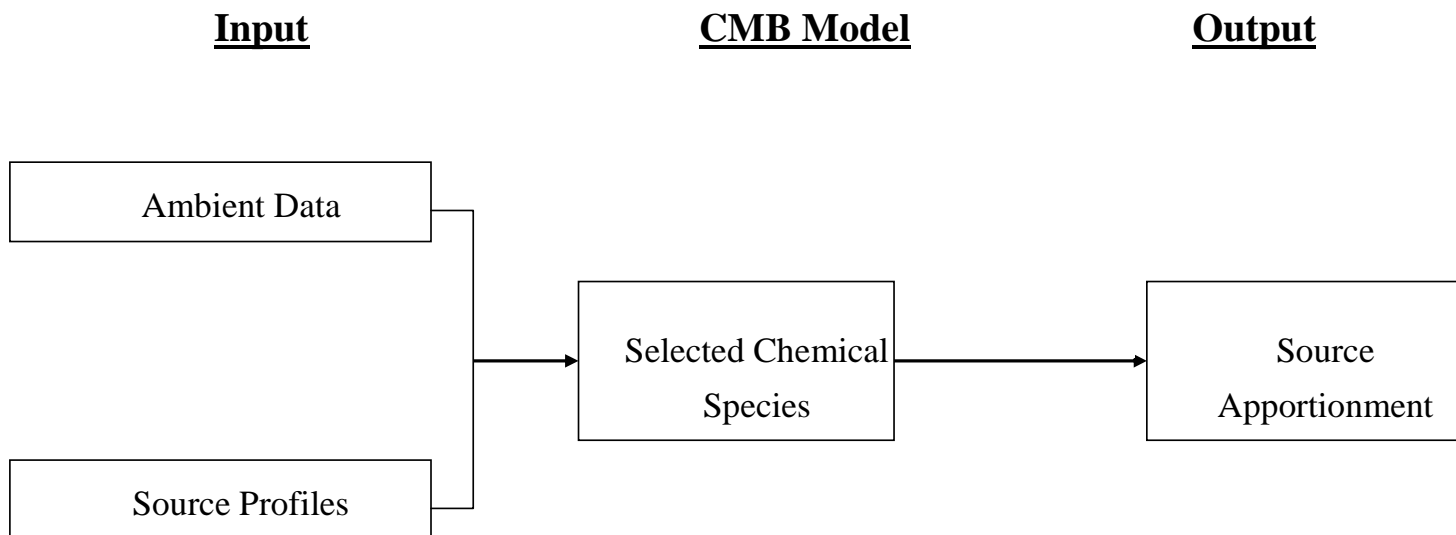 Input
CMB Model
Output
Ambient Data
Selected Chemical
Species
Source
Apportionment
Source Profiles